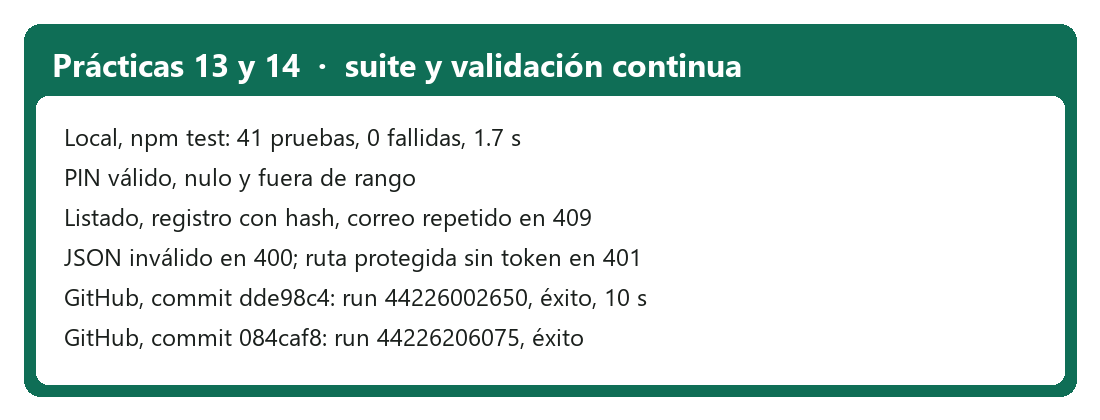 Prácticas 13 y 14 · suite y validación continua
Local, npm test: 41 pruebas, 0 fallidas, 1.7 s
PIN válido, nulo y fuera de rango
Listado, registro con hash, correo repetido en 409
JSON inválido en 400; ruta protegida sin token en 401
GitHub, commit dde98c4: run 44226002650, éxito, 10 s
GitHub, commit 084caf8: run 44226206075, éxito